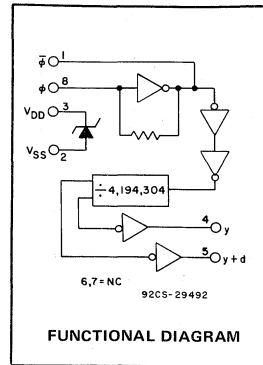 φ̄ 1
φ 8
VDD 3
VSS 2
÷ 4,194,304
4 y
5 y+d
6,7=NC
92CS-29492
FUNCTIONAL DIAGRAM